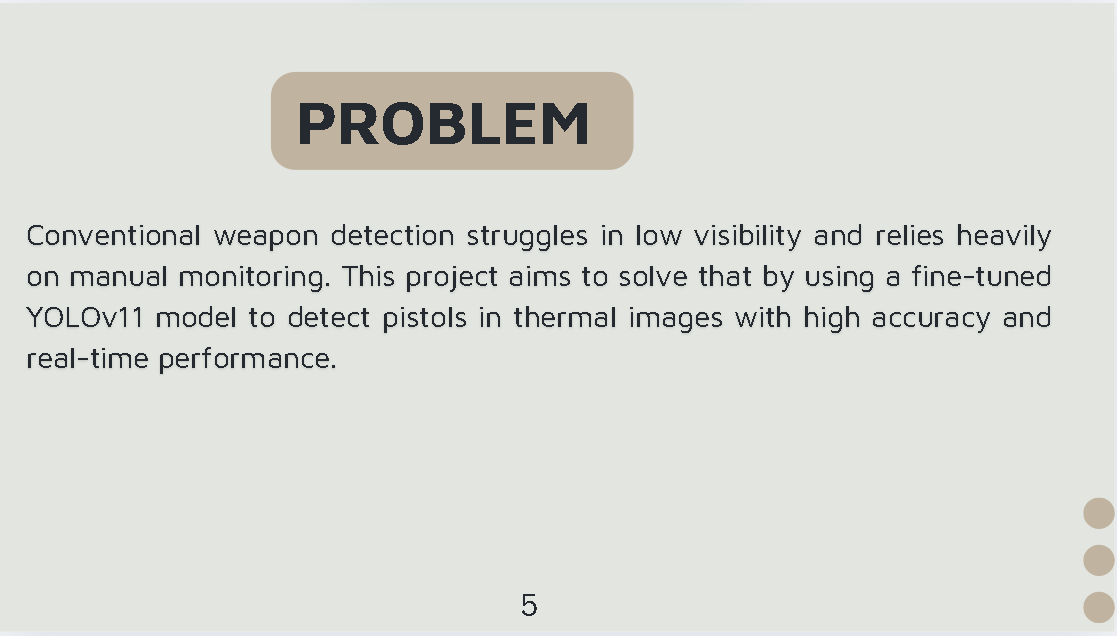 PROBLEM
Conventional weapon detection struggles in low visibility and relies heavily
on manual monitoring. This project aims to solve that by using a fine-tuned
YOLOv11 model to detect pistols in thermal images with high accuracy and
real-time performance.
5